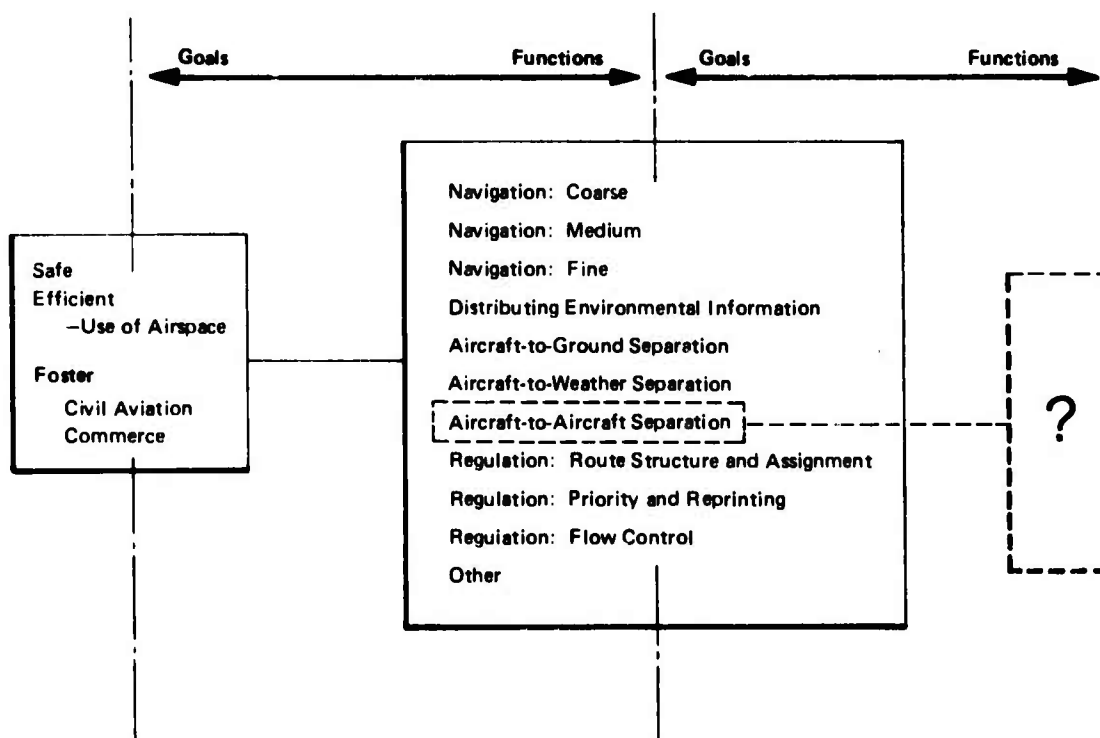 Goals Functions Goals Functions
Safe
Efficient
—Use of Airspace
Foster
Civil Aviation
Commerce
Navigation: Coarse
Navigation: Medium
Navigation: Fine
Distributing Environmental Information
Aircraft-to-Ground Separation
Aircraft-to-Weather Separation
Aircraft-to-Aircraft Separation
Regulation: Route Structure and Assignment
Regulation: Priority and Reprinting
Reguiation: Flow Control
Other
?